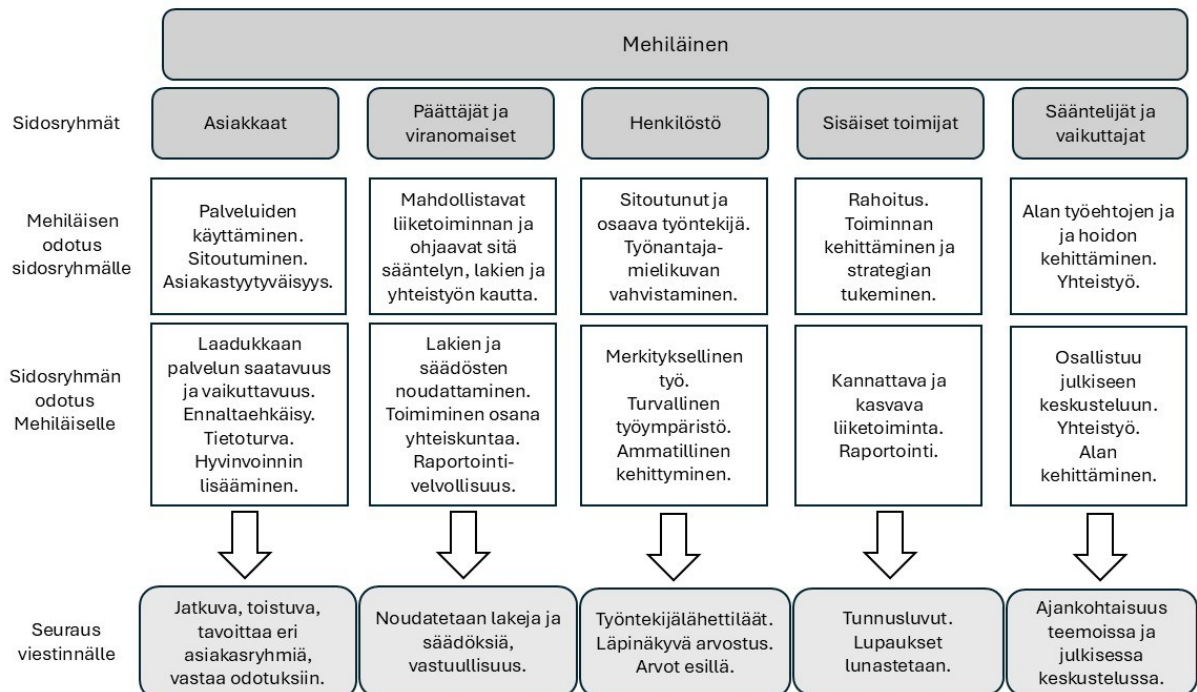 Mehiläinen
Sidosryhmät
Asiakkaat
Päättäjät ja
viranomaiset
Henkilöstö
Sisäiset toimijat
Sääntelijät ja
vaikuttajat
Mehiläisen
odotus
sidosryhmälle
Palveluiden
käyttäminen.
Sitoutuminen.
Asiakastyytyväisyys.
Mahdollistavat
liiketoiminnan ja
ohjaavat sitä
sääntelyn, lakien ja
yhteistyön kautta.
Sitoutunut ja
osaava työntekijä.
Työnantaja-
mielikuvan
vahvistaminen.
Rahoitus.
Toiminnan
kehittäminen ja
strategian
tukeminen.
Alan työehtojen ja
ja hoidon
kehittäminen.
Yhteistyö.
Sidosryhmän
odotus
Mehiläiselle
Laadukkaan
palvelun saatavuus
ja vaikuttavuus.
Ennaltaehkäisy.
Tietoturva.
Hyvinvoinnin
lisääminen.
Lakien ja
säädösten
noudattaminen.
Toimiminen osana
yhteiskuntaa.
Raportointi-
velvollisuus.
Merkityksellinen
työ.
Turvallinen
työympäristö.
Ammatillinen
kehittyminen.
Kannattava ja
kasvava
liiketoiminta.
Raportointi.
Osallistuu
julkiseen
keskusteluun.
Yhteistyö.
Alan
kehittäminen.
Seuraus
viestinnälle
Jatkuva, toistuva,
tavoittaa eri
asiakasryhmiä,
vastaa odotuksiin.
Noudatetaan lakeja ja
säädöksiä,
vastuullisuus.
Työntekijälähettiläät.
Läpinäkyvä arvostus.
Arvot esillä.
Tunnusluvut.
Lupaukset
lunastetaan.
Ajankohtaisuus
teemoissa ja
julkisessa
keskustelussa.